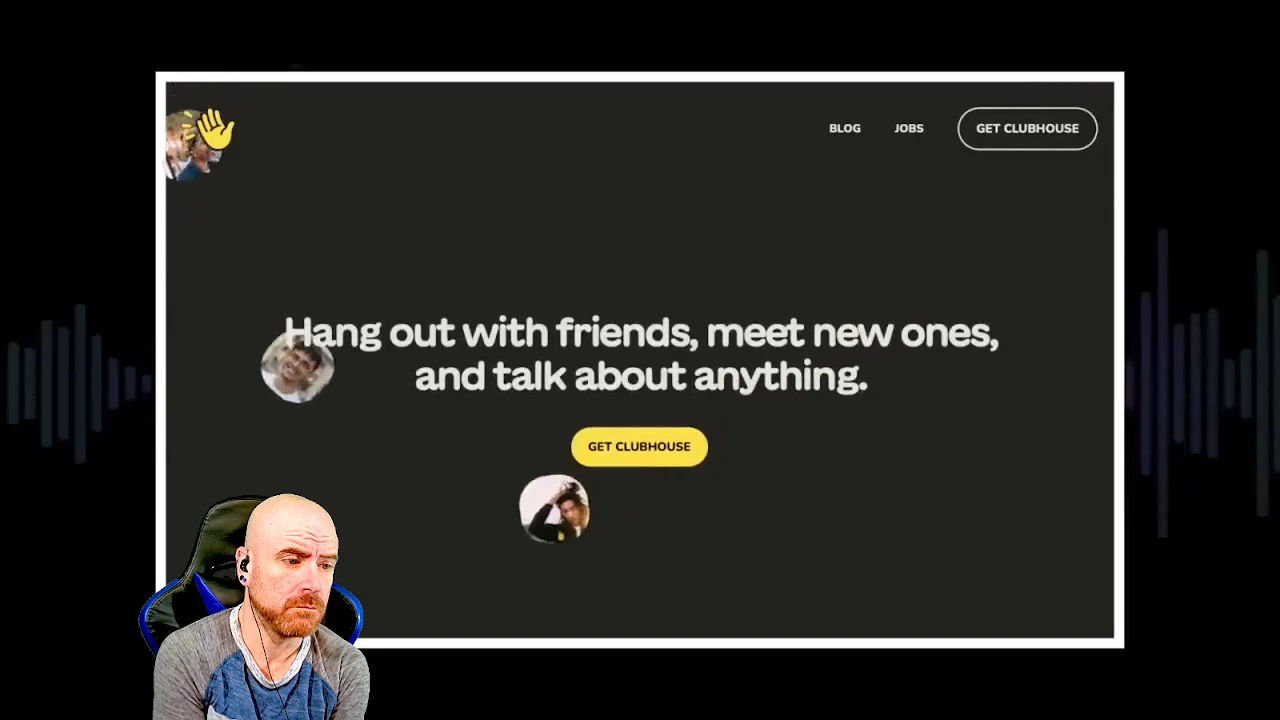 BLOG
JOBS
GET CLUBHOUSE
Hang out with friends, meet new ones,
and talk about anything.
GET CLUBHOUSE